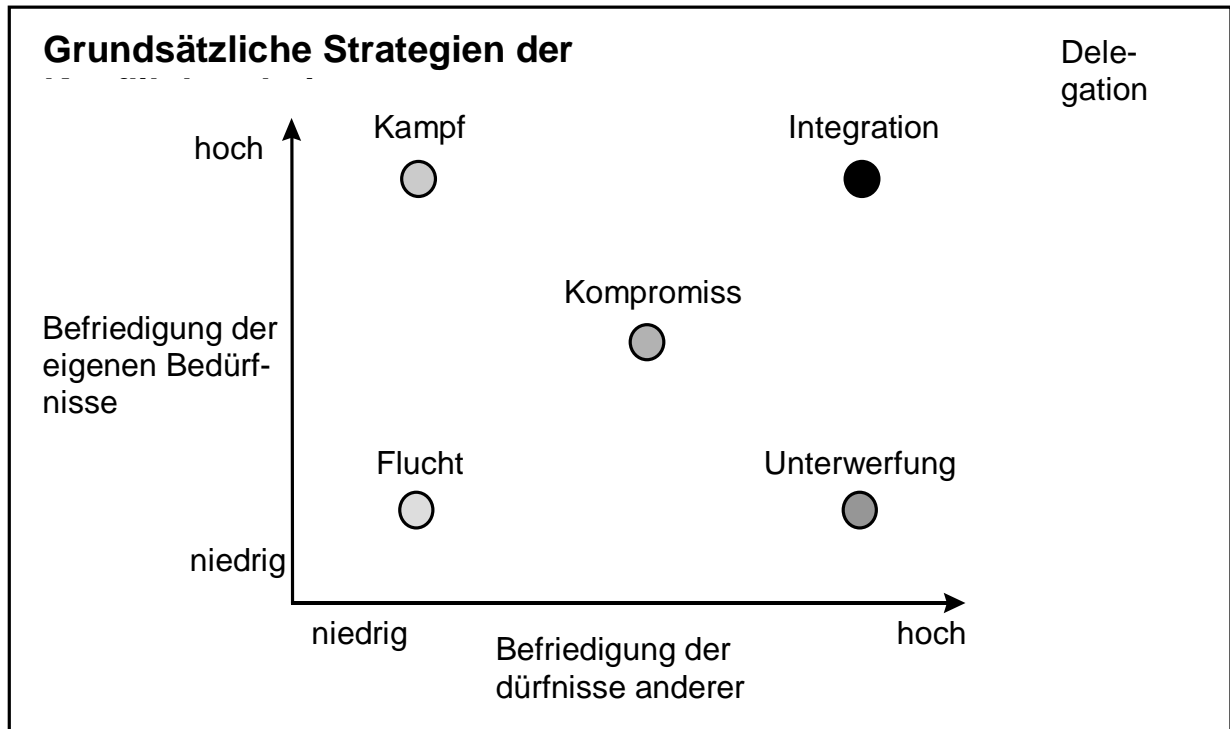 Grundsätzliche Strategien der
Dele-
gation
Kampf
Integration
hoch
Kompromiss
Befriedigung der
eigenen Bedürf-
nisse
Flucht
Unterwerfung
niedrig
niedrig
hoch
Befriedigung der
dürfnisse anderer